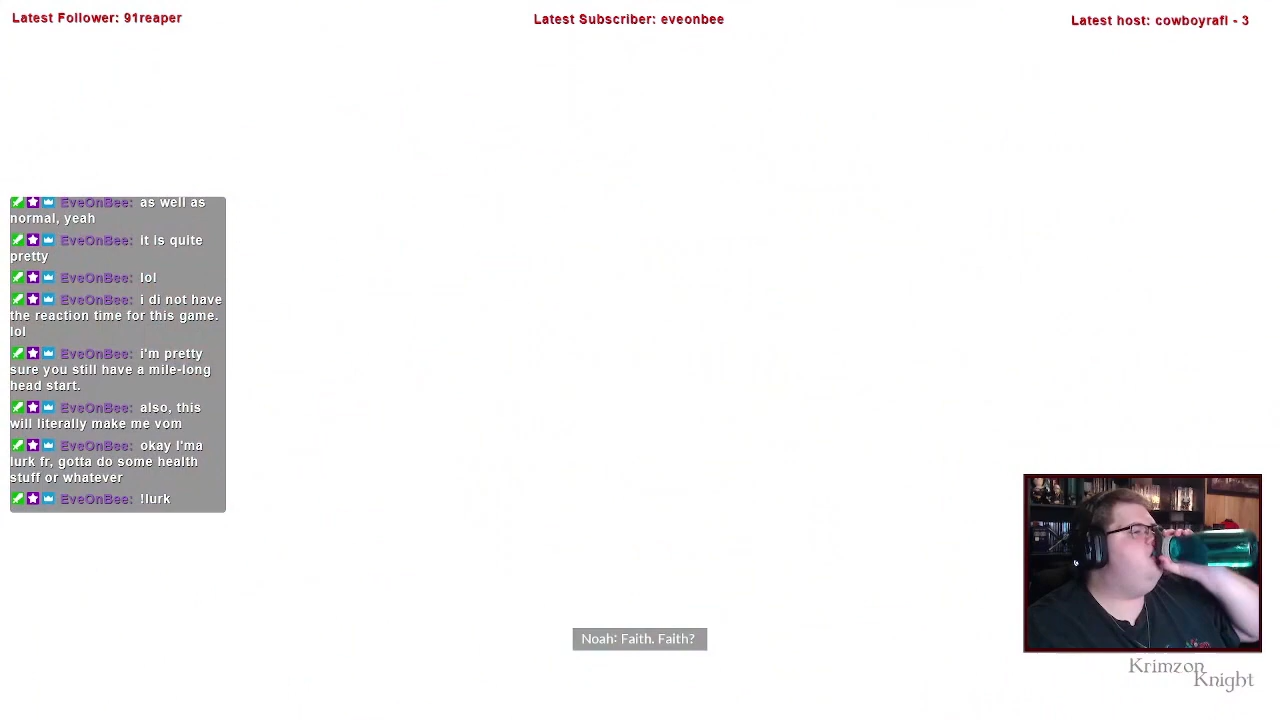 Latest Follower: 91reaper
Latest Subscriber: eveonbee
Latest host: cowboyrafl - 3
EveOnBee: as well as
normal, yeah
EveOnBee: it is quite
pretty
EveOnBee: lol
EveOnBee: i di not have
the reaction time for this game.
lol
EveOnBee: i'm pretty
sure you still have a mile-long
head start.
EveOnBee: also, this
will literally make me vom
EveOnBee: okay I'ma
lurk fr, gotta do some health
stuff or whatever
EveOnBee: !lurk
Noah: Faith. Faith?
Krimzon
Knight